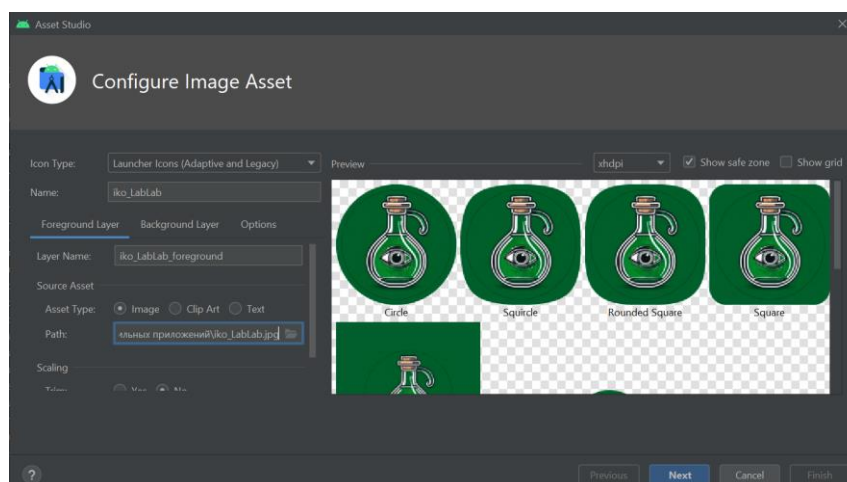 Asset Studio
Configure Image Asset
Icon Type: Launcher Icons (Adaptive and Legacy)
Name: iko_LabLab
Foreground Layer Background Layer Options
Layer Name: iko_LabLab_foreground
Source Asset
Asset Type: Image Clip Art Text
Path: приложений\iko_LabLab.jpg
Scaling
Yes No
Preview xhdpi Show safe zone Show grid
Circle Squircle Rounded Square Square
? Previous Next Cancel Finish